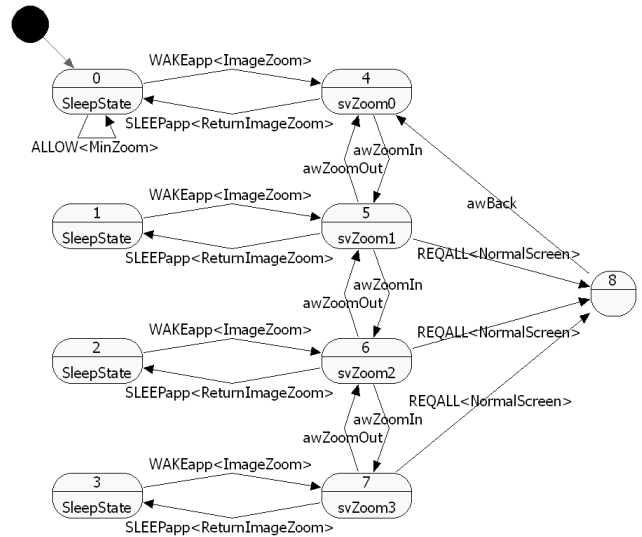 WAKEapp<ImageZoom>
0
4
SleepState
svZoom0
SLEEPapp<ReturnImageZoom>
ALLOW<MinZoom>
awZoomIn
awZoomOut
WAKEapp<ImageZoom>
awBack
1
5
SleepState
svZoom1
REQALL<NormalScreen>
SLEEPapp<ReturnImageZoom>
8
awZoomIn
awZoomOut
WAKEapp<ImageZoom>
REQALL<NormalScreen>
2
6
SleepState
svZoom2
SLEEPapp<ReturnImageZoom>
REQALL<NormalScreen>
awZoomIn
awZoomOut
WAKEapp<ImageZoom>
3
7
SleepState
svZoom3
SLEEPapp<ReturnImageZoom>